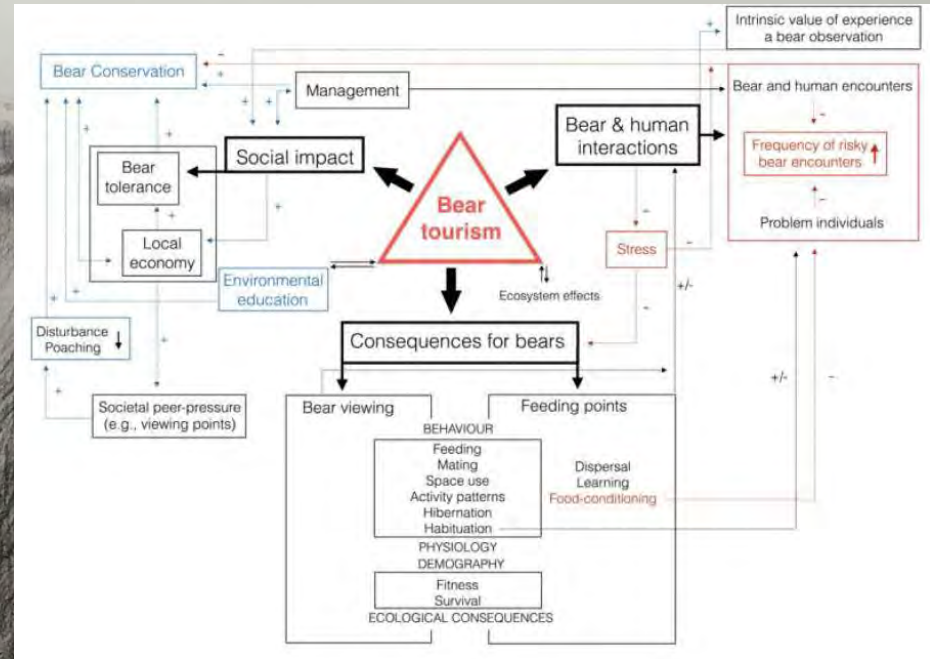 Intrinsic value of experience
a bear observation
+
Bear Conservation
-
+
+
+
Management
Bear and human encounters
-
Frequency of risky
bear encounters
-
Problem individuals
Bear & human
interactions
Social impact
+
Bear
tolerance
+
+
Local
economy
+
Bear
tourism
-
Stress
-
-
+/-
Environmental
education
+
+
+
Ecosystem effects
Disturbance
Poaching
+
+
Consequences for bears
+/-
-
Societal peer-pressure
(e.g., viewing points)
Bear viewing
Feeding points
BEHAVIOUR
Feeding
Mating
Space use
Activity patterns
Hibernation
Habituation
Dispersal
Learning
Food-conditioning
PHYSIOLOGY
DEMOGRAPHY
Fitness
Survival
ECOLOGICAL CONSEQUENCES